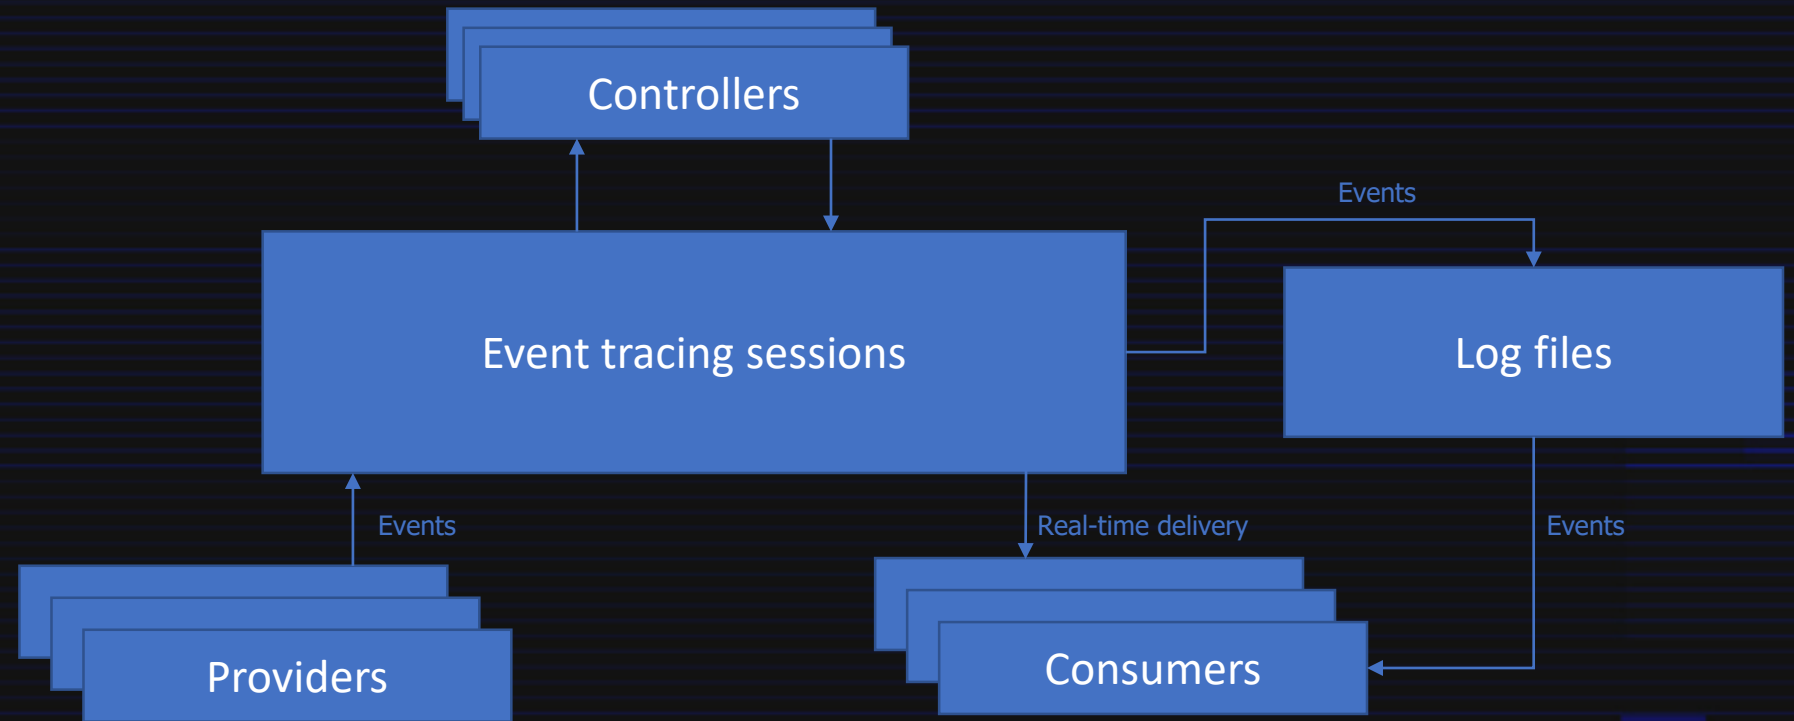 Controllers
Events
Event tracing sessions
Log files
Events
Real-time delivery
Events
Providers
Consumers